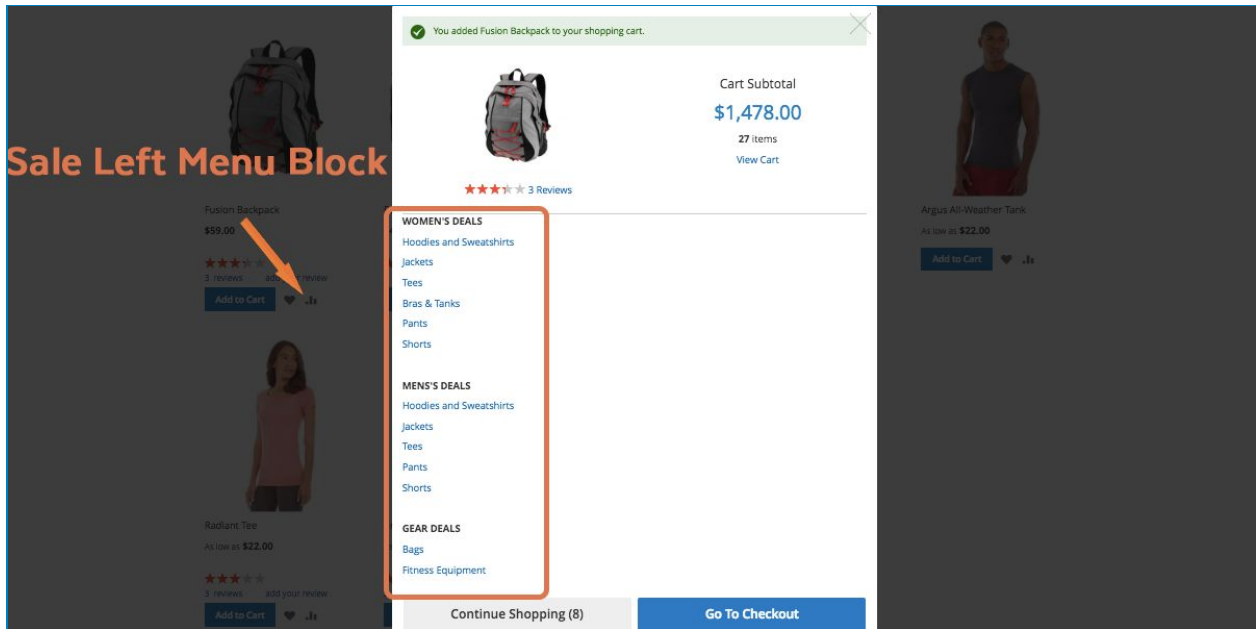 You added Fusion Backpack to your shopping cart.
Cart Subtotal
$1,478.00
27 items
View Cart
3 Reviews
Sale Left Menu Block
Fusion Backpack
$59.00
3 reviews add your review
Add to Cart
Argus All-Weather Tank
As low as $22.00
Add to Cart
WOMEN'S DEALS
Hoodies and Sweatshirts
Jackets
Tees
Bras & Tanks
Pants
Shorts
MENS'S DEALS
Hoodies and Sweatshirts
Jackets
Tees
Pants
Shorts
GEAR DEALS
Bags
Fitness Equipment
Radiant Tee
As low as $22.00
3 reviews add your review
Add to Cart
Continue Shopping (8)
Go To Checkout